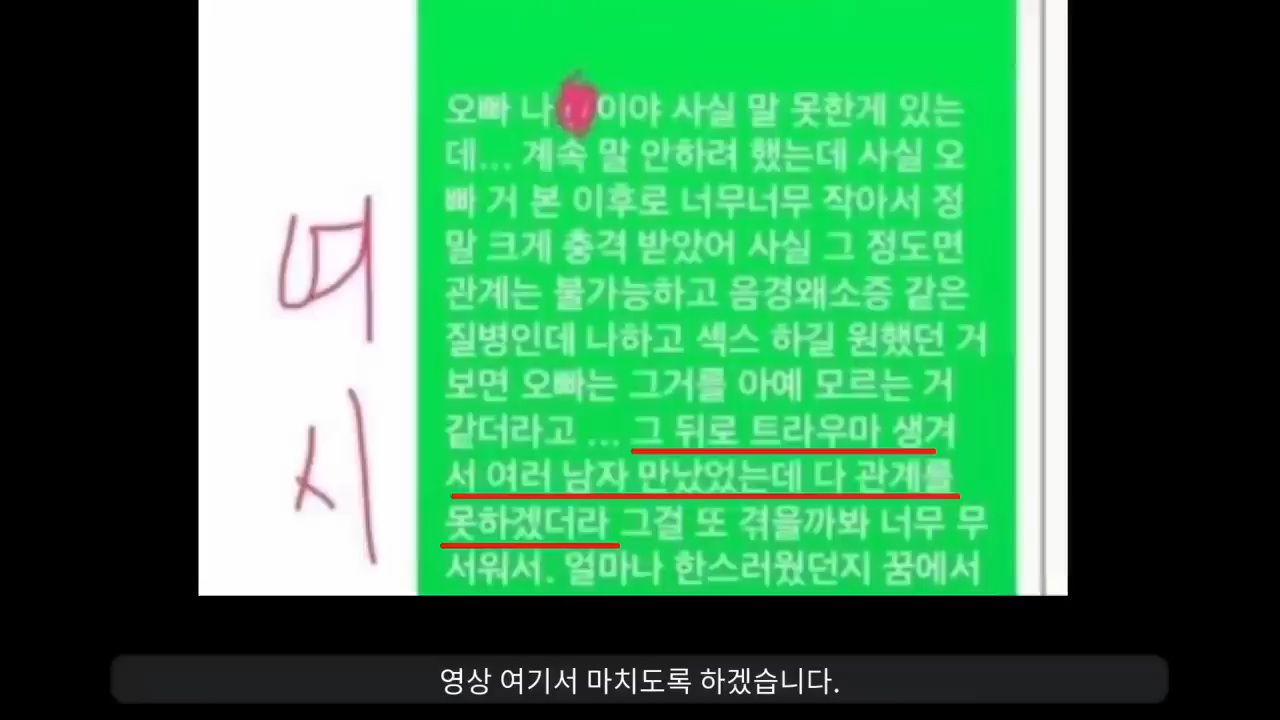 오빠 나 이야 사실 말 못한게 있는
데... 계속 말 안하려 했는데 사실 오
빠 거 본 이후로 너무너무 작아서 정
말 크게 충격 받았어 사실 그 정도면
관계는 불가능하고 음경왜소증 같은
질병인데 나하고 섹스 하길 원했던 거
보면 오빠는 그거를 아예 모르는 거
같더라고 ... 그 뒤로 트라우마 생겨
서 여러 남자 만났었는데 다 관계를
못하겠더라 그걸 또 겪을까봐 너무 무
서워서. 얼마나 한스러웠던지 꿈에서
여
시
영상 여기서 마치도록 하겠습니다.